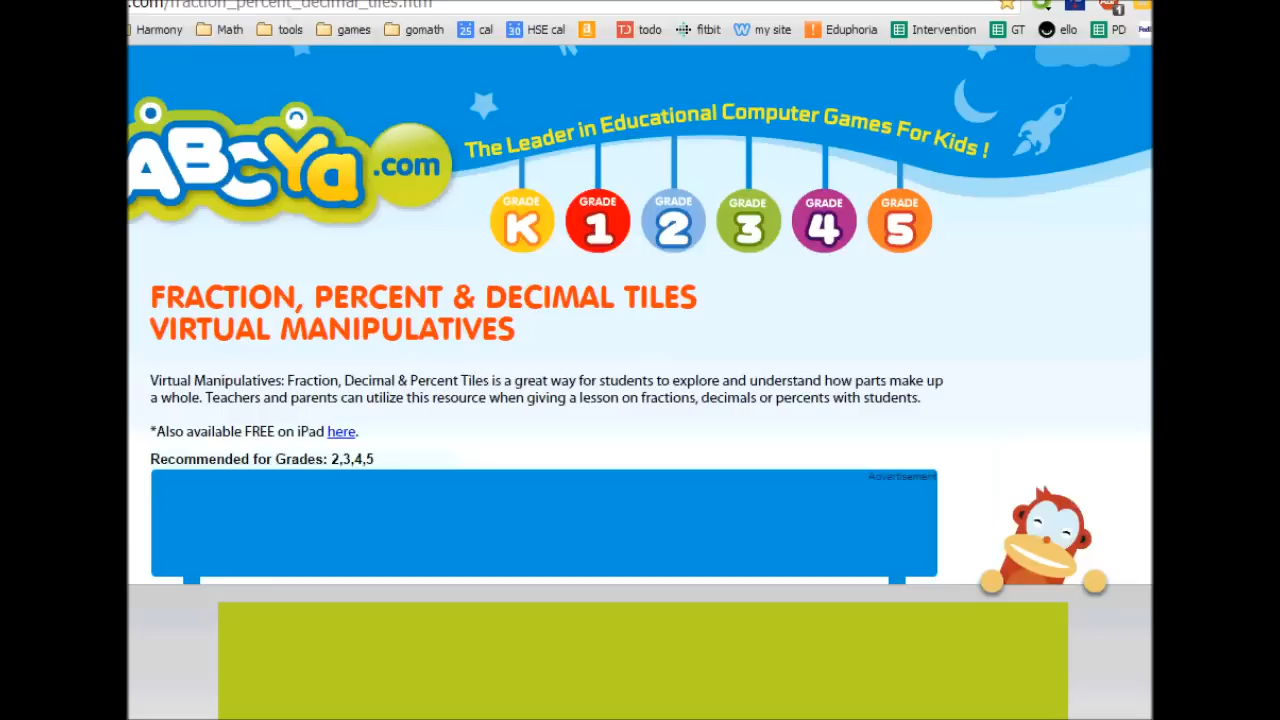 .com/fraction_percent_decimal_tiles.htm
Harmony Math tools games gomath 25 cal 30 HSE cal a TD todo fitbit W my site ! Eduphoria Intervention GT ello PD
1
ABCYa.com
The Leader in Educational Computer Games For Kids !
GRADE GRADE GRADE GRADE GRADE GRADE
K 1 2 3 4 5
FRACTION, PERCENT & DECIMAL TILES
VIRTUAL MANIPULATIVES
Virtual Manipulatives: Fraction, Decimal & Percent Tiles is a great way for students to explore and understand how parts make up
a whole. Teachers and parents can utilize this resource when giving a lesson on fractions, decimals or percents with students.
*Also available FREE on iPad here.
Recommended for Grades: 2,3,4,5
Advertisement